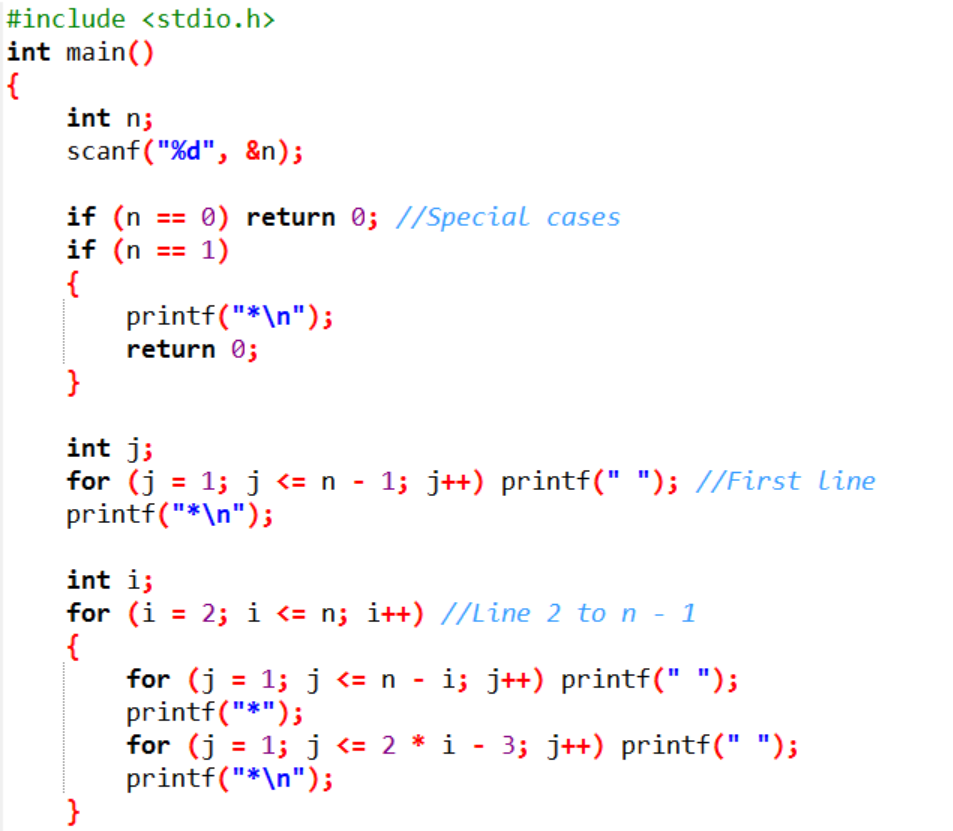 #include <stdio.h>
int main()
{
    int n;
    scanf("%d", &n);

    if (n == 0) return 0; //Special cases
    if (n == 1)
    {
        printf("*\n");
        return 0;
    }

    int j;
    for (j = 1; j <= n - 1; j++) printf(" "); //First line
    printf("*\n");

    int i;
    for (i = 2; i <= n; i++) //Line 2 to n - 1
    {
        for (j = 1; j <= n - i; j++) printf(" ");
        printf("*");
        for (j = 1; j <= 2 * i - 3; j++) printf(" ");
        printf("*\n");
    }